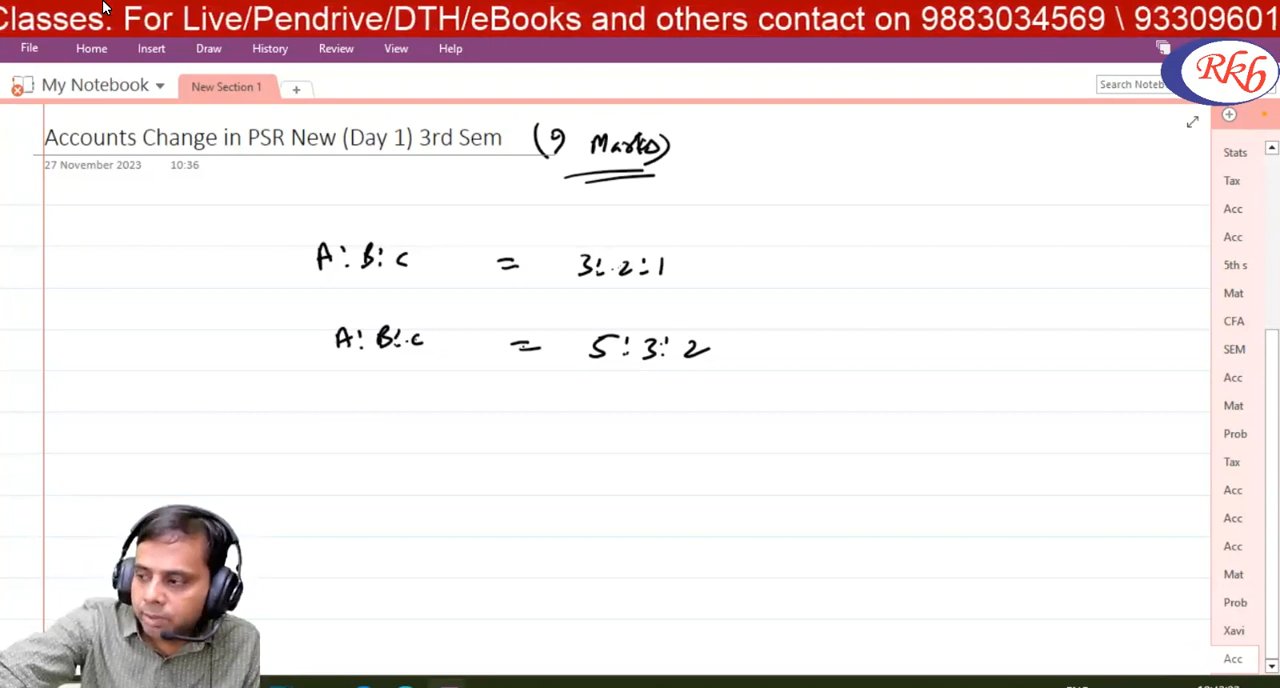 Classes. For Live/Pendrive/DTH/eBooks and others contact on 9883034569 \ 93309601
File Home Insert Draw History Review View Help
Rkb
My Notebook New Section 1 + Search Noteb
Accounts Change in PSR New (Day 1) 3rd Sem (9 Marks)
27 November 2023 10:36
A:B:C = 3:2:1
A:B:C = 5:3:2
Stats
Tax
Acc
Acc
5th s
Mat
CFA
SEM
Acc
Mat
Prob
Tax
Acc
Acc
Acc
Mat
Prob
Xavi
Acc